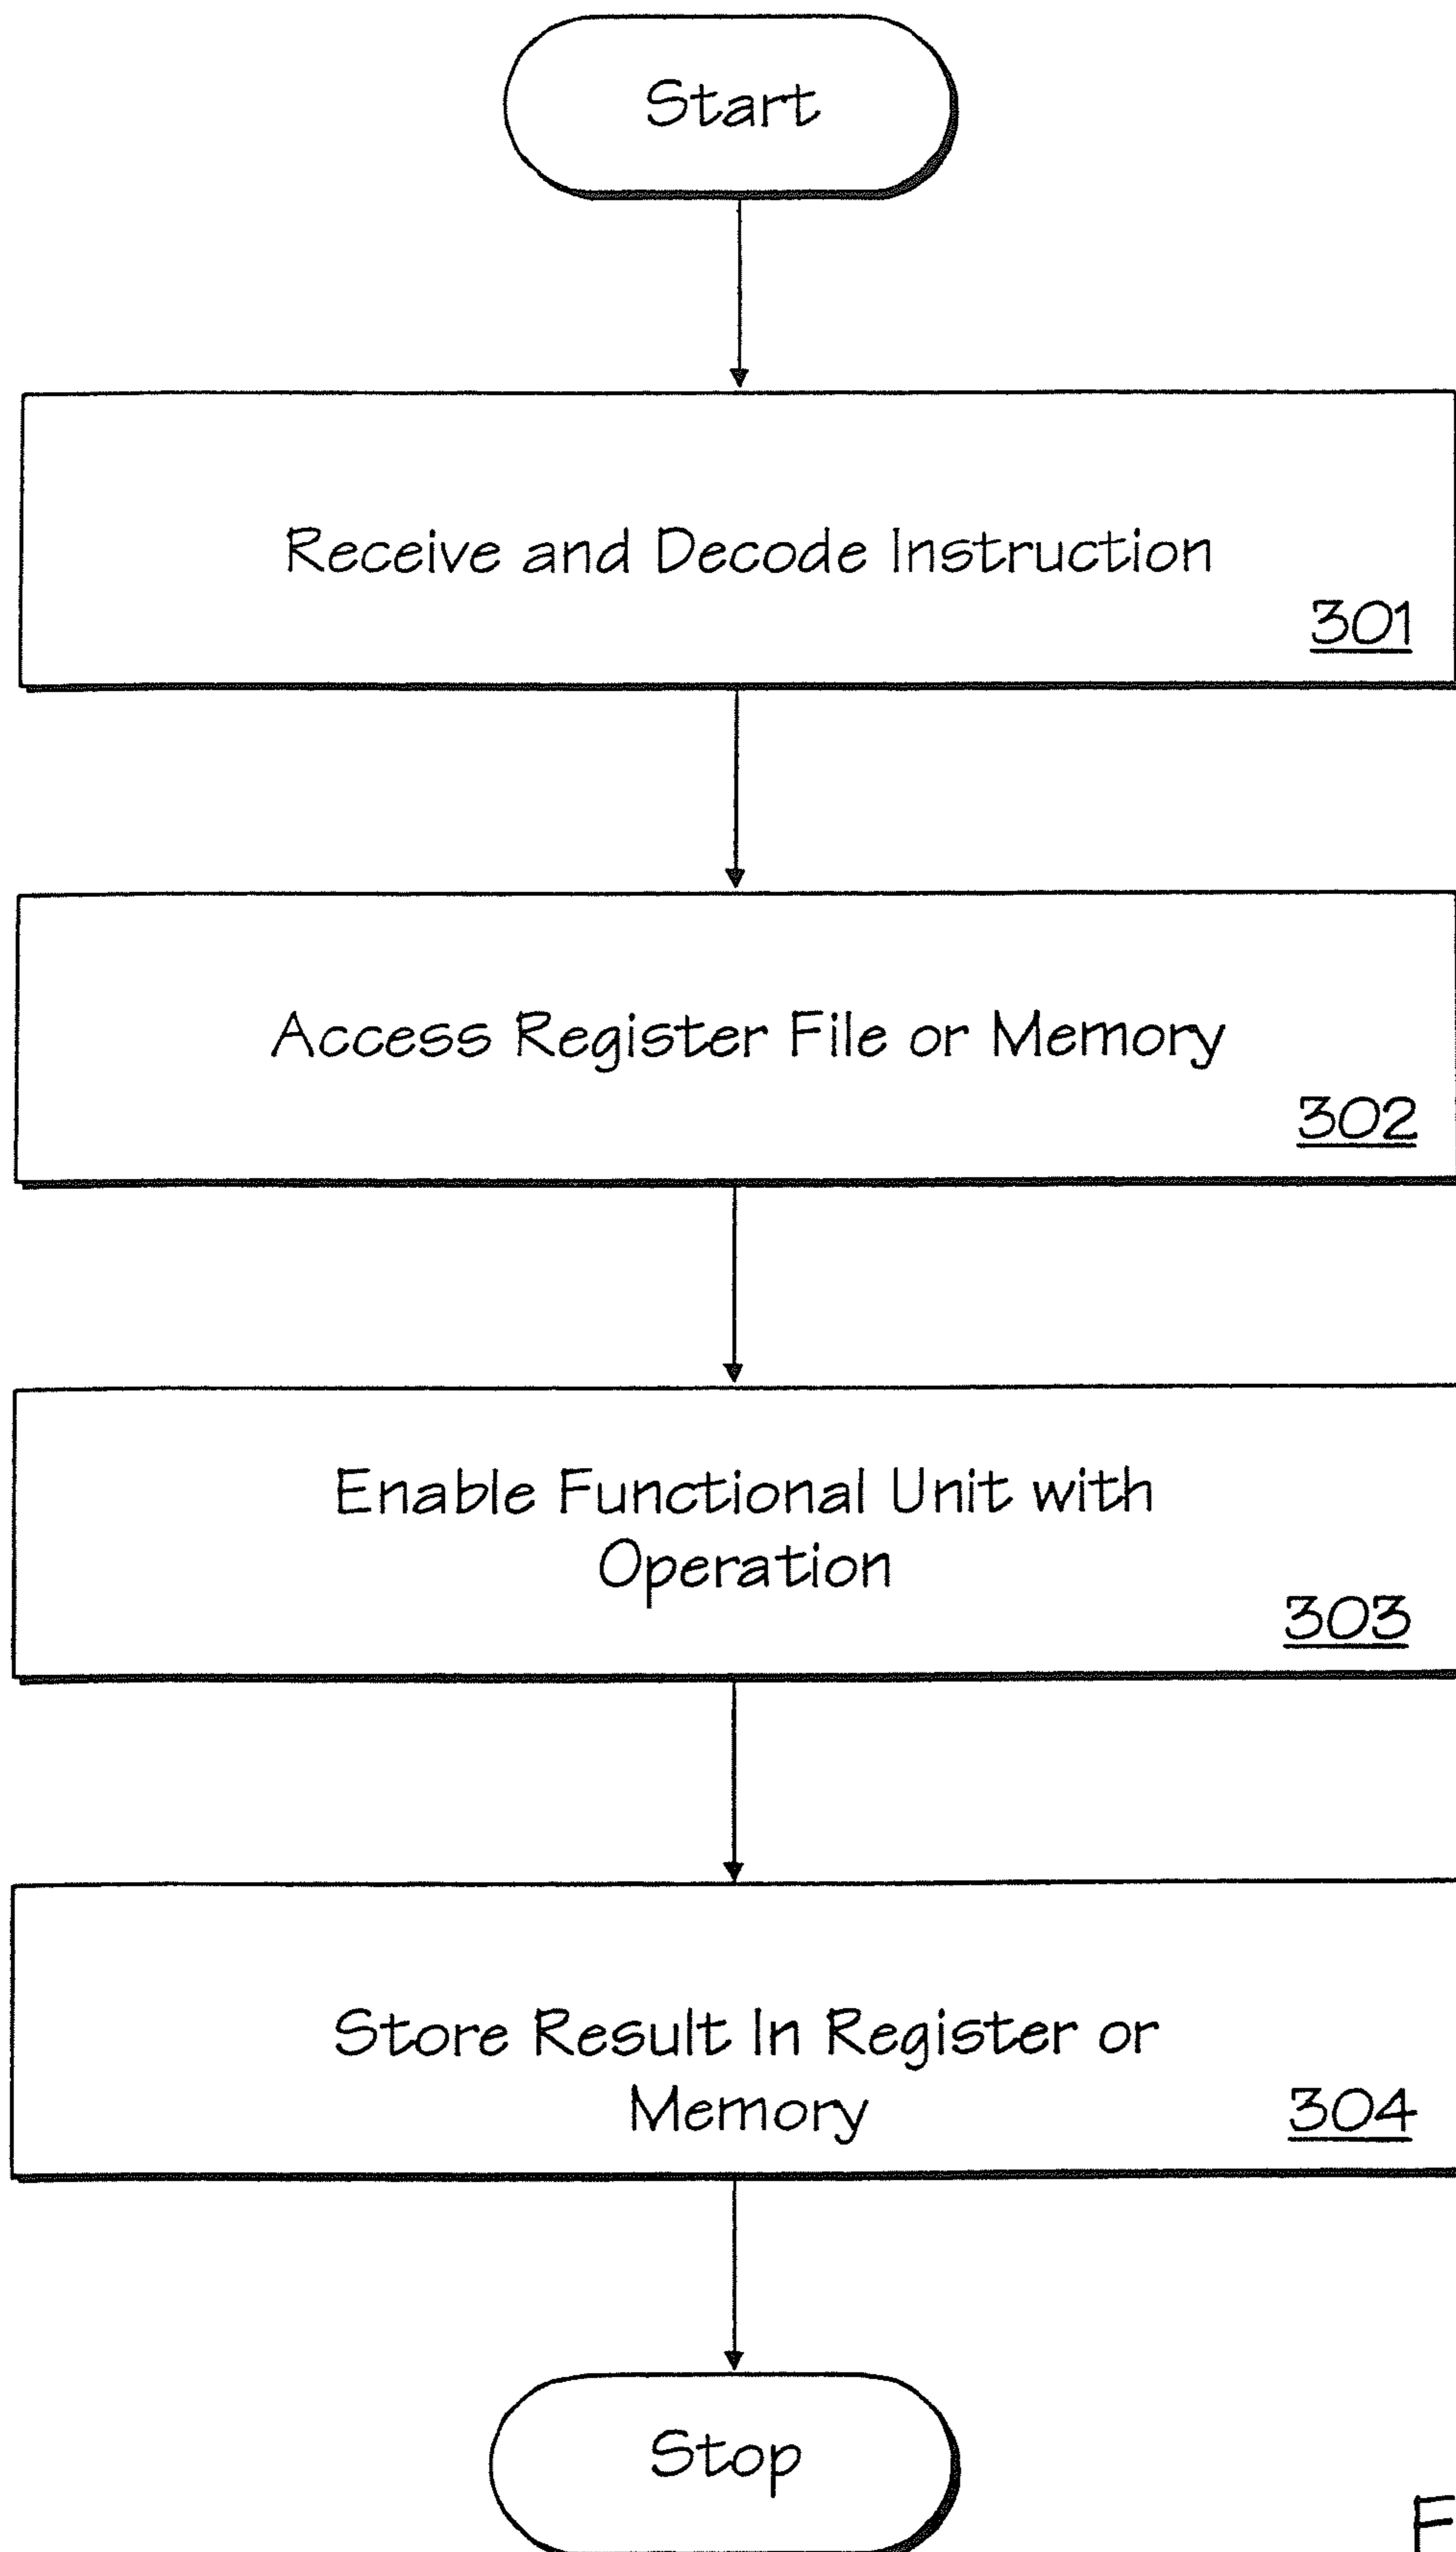 Start
Receive and Decode Instruction
301
Access Register File or Memory
302
Enable Functional Unit with
Operation
303
Store Result In Register or
Memory
304
Stop